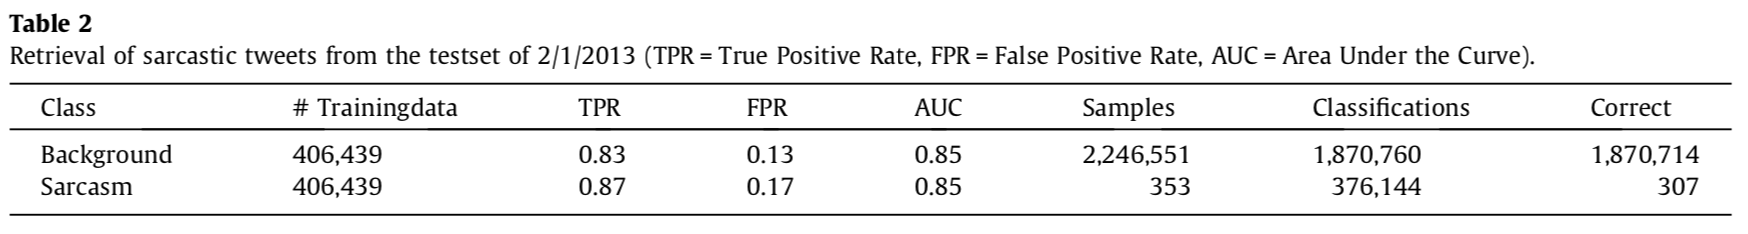 Table 2
Retrieval of sarcastic tweets from the testset of 2/1/2013 (TPR = True Positive Rate, FPR = False Positive Rate, AUC = Area Under the Curve).
Class # Trainingdata TPR FPR AUC Samples Classifications Correct
Background 406,439 0.83 0.13 0.85 2,246,551 1,870,760 1,870,714
Sarcasm 406,439 0.87 0.17 0.85 353 376,144 307